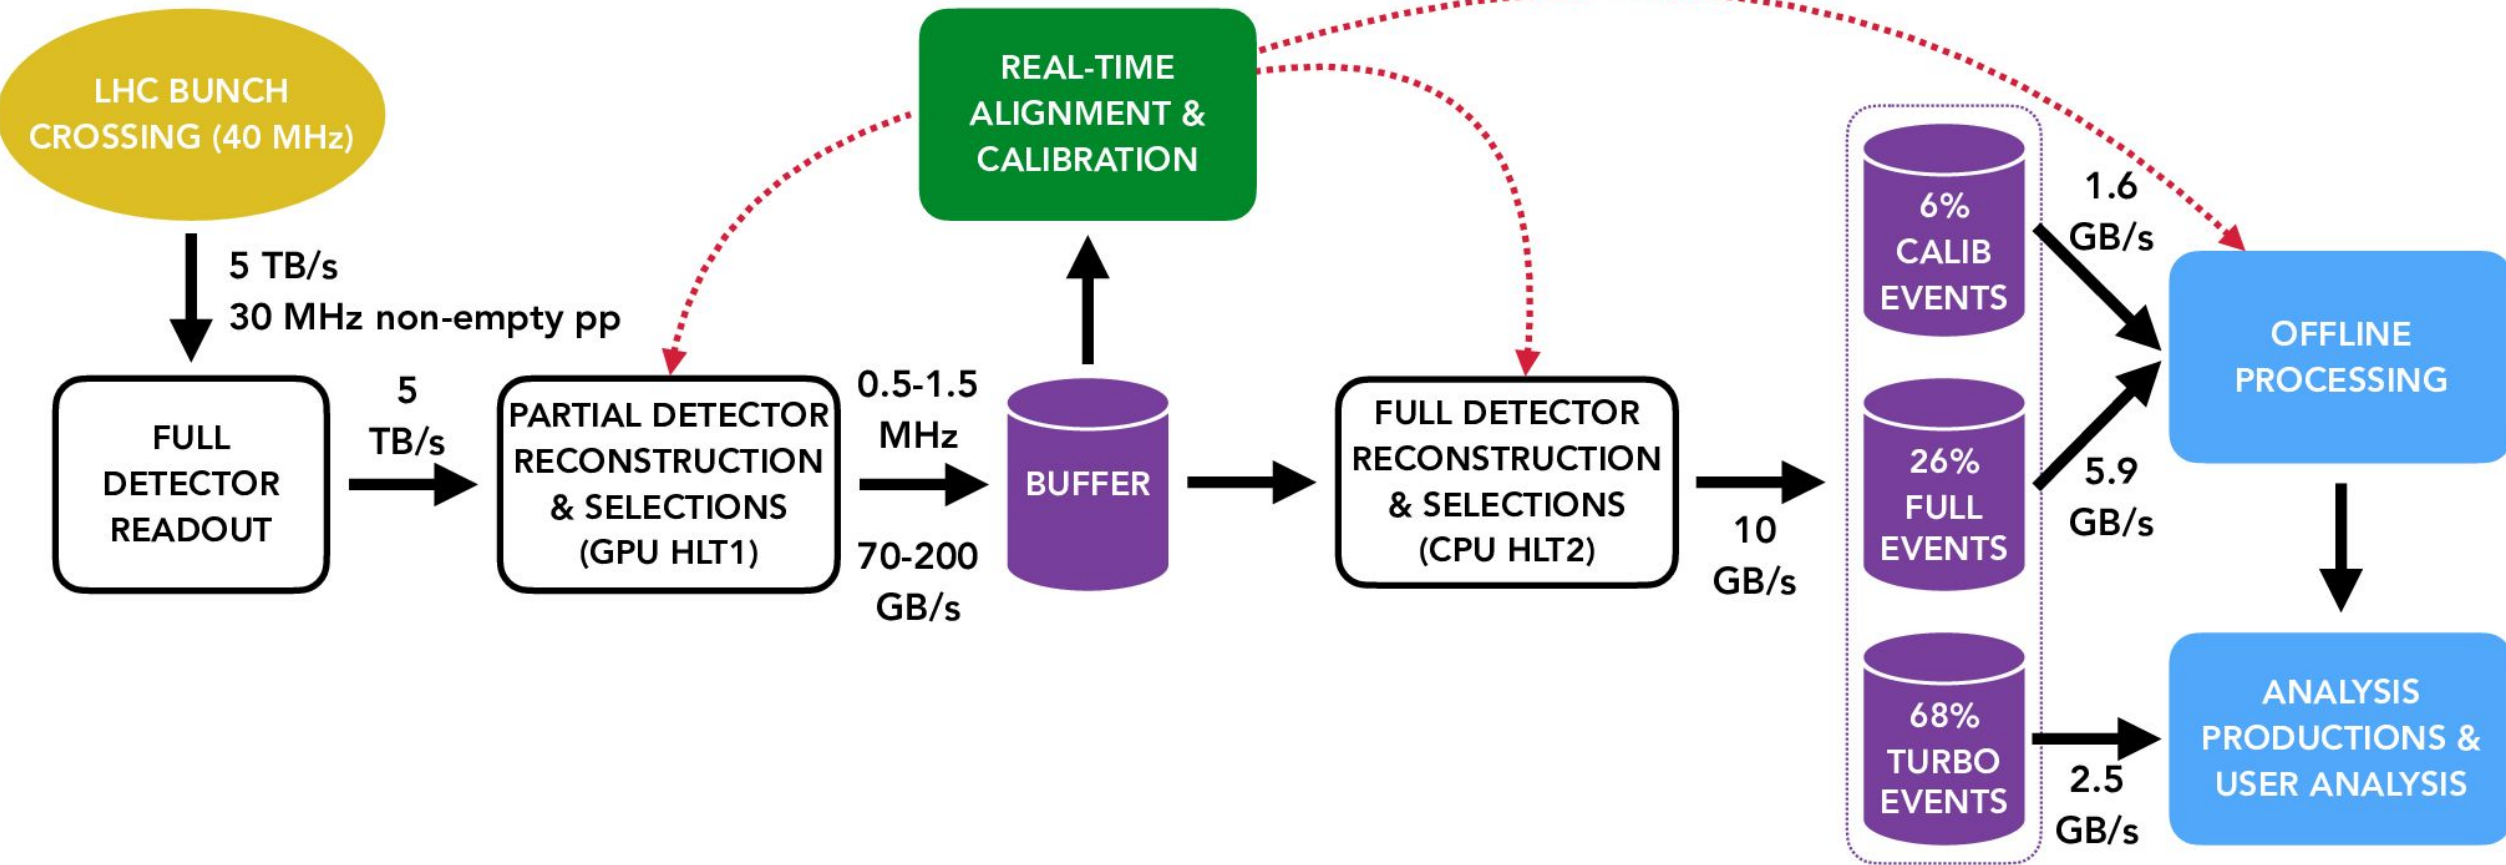 LHC BUNCH
CROSSING (40 MHz)
5 TB/s
30 MHz non-empty pp
FULL
DETECTOR
READOUT
5
TB/s
PARTIAL DETECTOR
RECONSTRUCTION
& SELECTIONS
(GPU HLT1)
0.5-1.5
MHz
70-200
GB/s
REAL-TIME
ALIGNMENT &
CALIBRATION
BUFFER
FULL DETECTOR
RECONSTRUCTION
& SELECTIONS
(CPU HLT2)
10
GB/s
6%
CALIB
EVENTS
1.6
GB/s
26%
FULL
EVENTS
5.9
GB/s
68%
TURBO
EVENTS
2.5
GB/s
OFFLINE
PROCESSING
ANALYSIS
PRODUCTIONS &
USER ANALYSIS